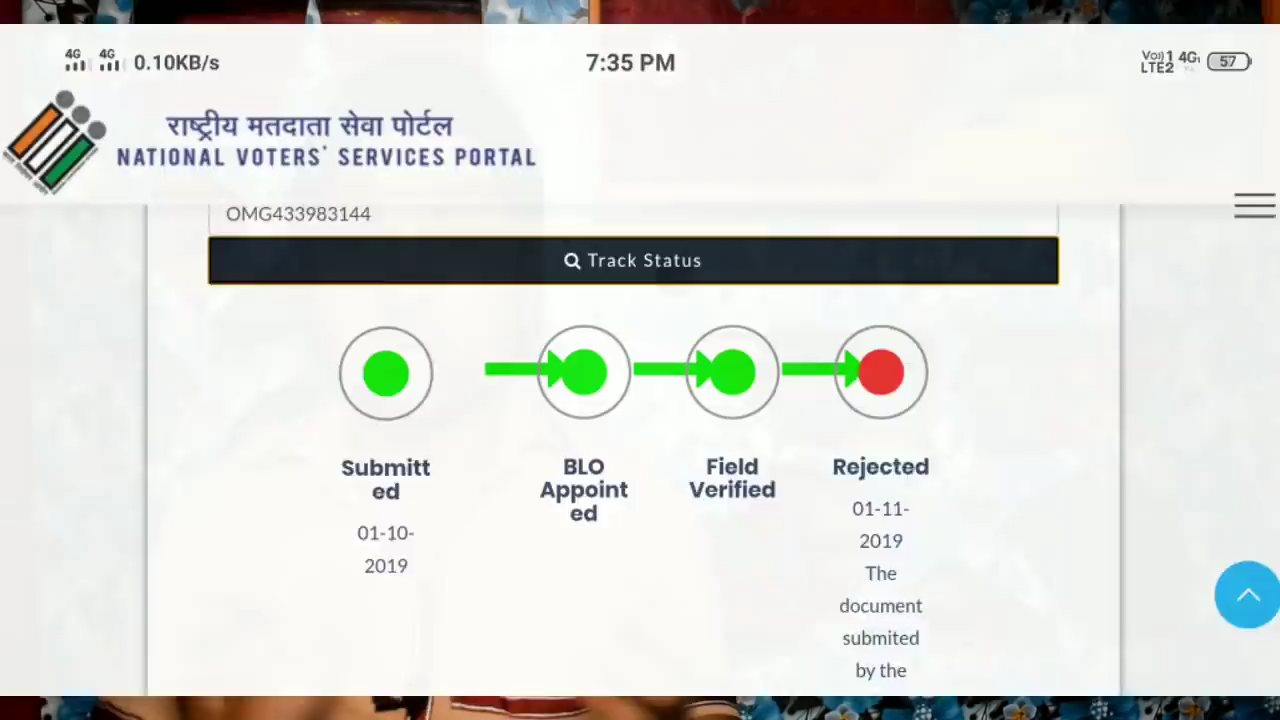 4G 4G 0.10KB/s 7:35 PM Vo)) 1 4G 57
LTE2
राष्ट्रीय मतदाता सेवा पोर्टल
NATIONAL VOTERS' SERVICES PORTAL
OMG433983144
Track Status
Submitt
ed
01-10-
2019
BLO
Appoint
ed
Field
Verified
Rejected
01-11-
2019
The
document
submited
by the